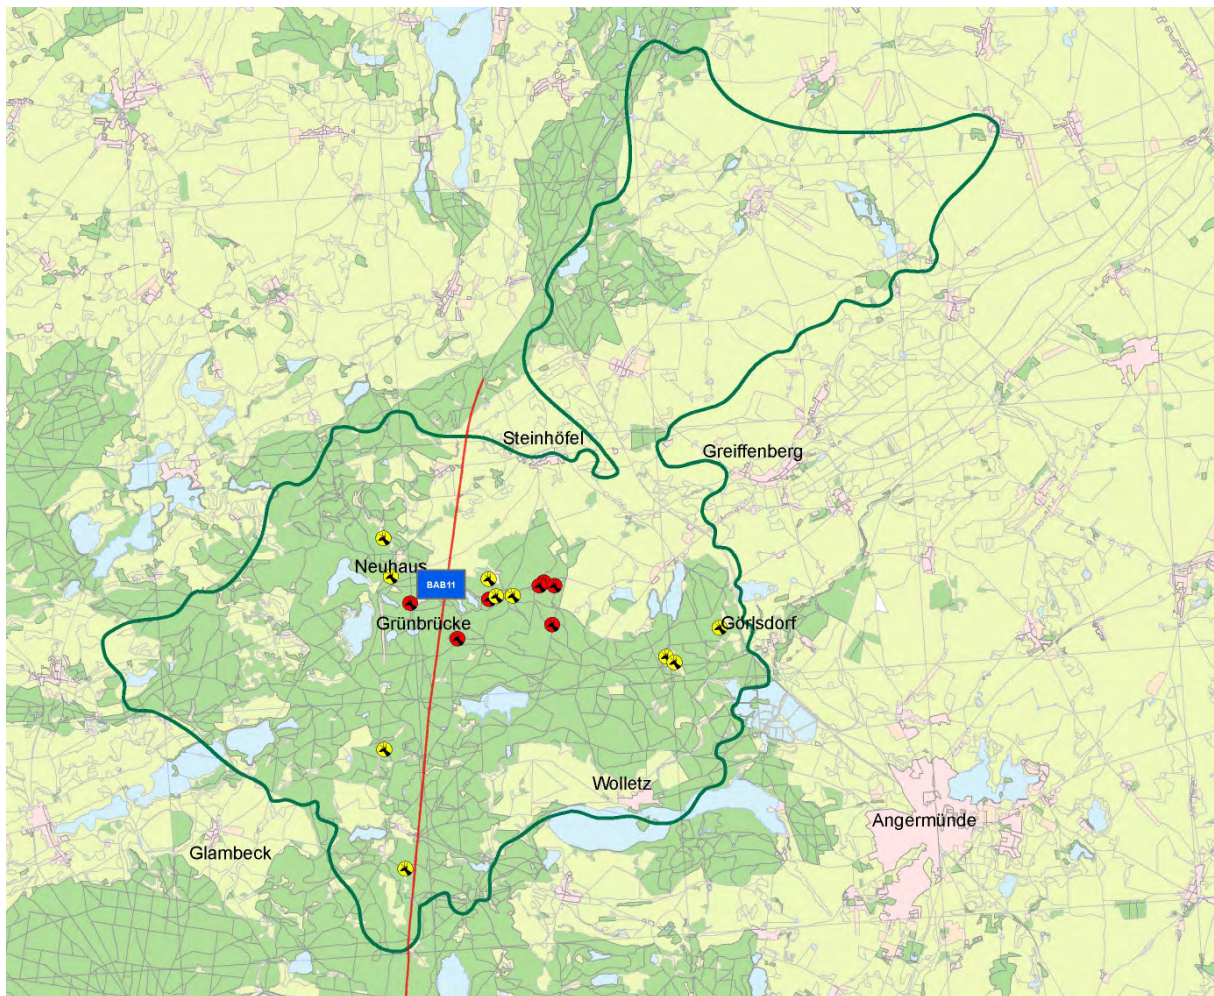 Steinhöfel
Greiffenberg
Neuhaus
BAB11
Grünbrücke
Görlsdorf
Wolletz
Angermünde
Glambeck